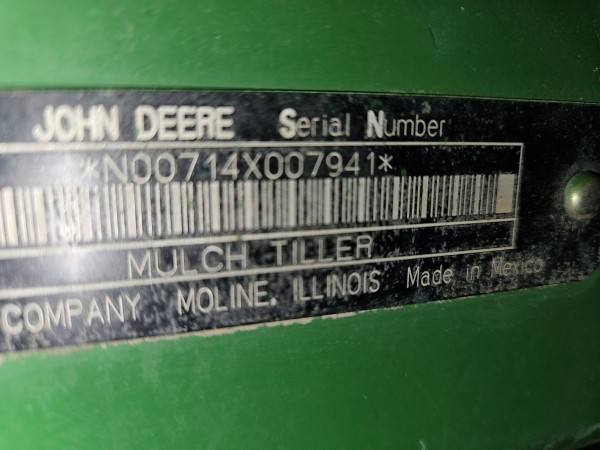 JOHN DEERE Serial Number
*N00714X007941*
MULCH TILLER
COMPANY MOLINE, ILLINOIS Made in Mexico